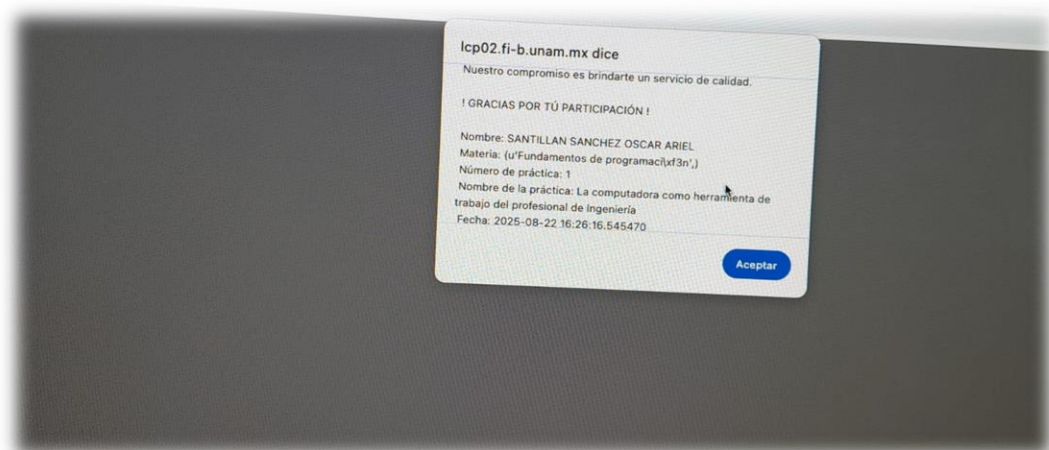 lcp02.fi-b.unam.mx dice
Nuestro compromiso es brindarte un servicio de calidad.
! GRACIAS POR TÚ PARTICIPACIÓN !
Nombre: SANTILLAN SANCHEZ OSCAR ARIEL
Materia: (u'Fundamentos de programaci\xf3n',)
Número de práctica: 1
Nombre de la práctica: La computadora como herramienta de
trabajo del profesional de Ingeniería
Fecha: 2025-08-22 16:26:16.545470
Aceptar